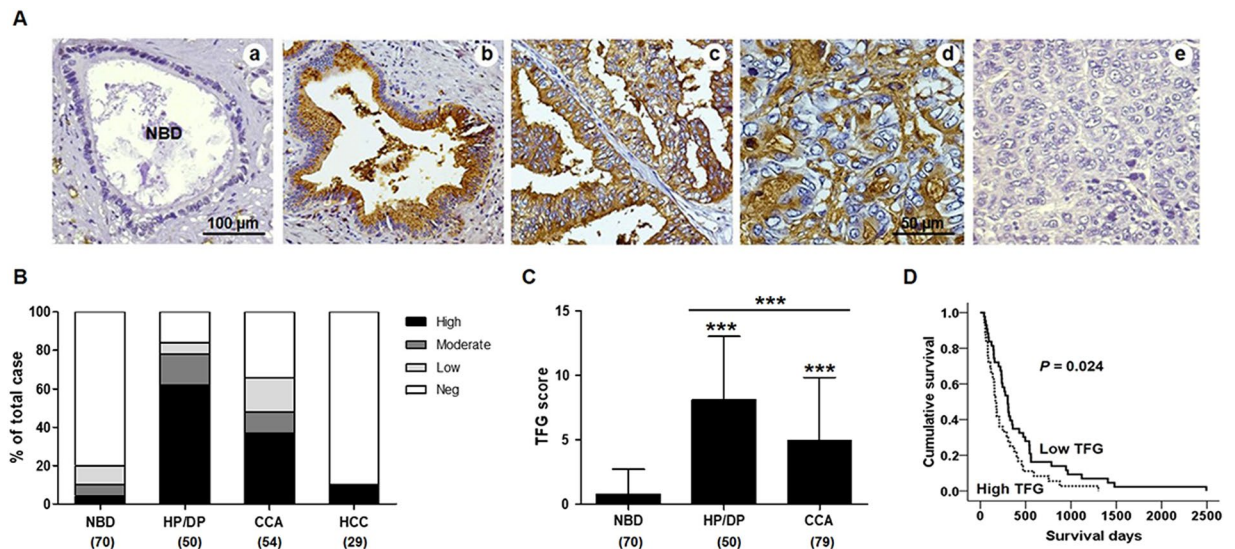 A
a
b
c
d
e
NBD
100 µm
50 µm
B
% of total case
100
80
60
40
20
0
NBD
HP/DP
CCA
HCC
(70)
(50)
(54)
(29)
High
Moderate
Low
Neg
C
TFG score
15
10
5
0
***
***
***
NBD
HP/DP
CCA
(70)
(50)
(79)
D
Cumulative survival
1.0
0.8
0.6
0.4
0.2
0.0
P = 0.024
Low TFG
High TFG
0
500
1000
1500
2000
2500
Survival days